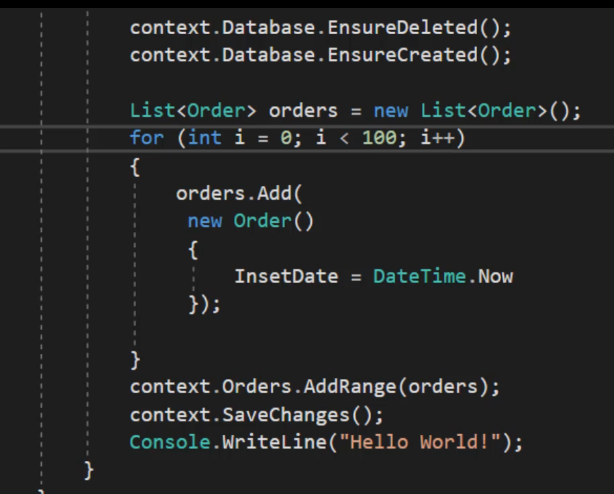 context.Database.EnsureDeleted();
context.Database.EnsureCreated();
List<Order> orders = new List<Order>();
for (int i = 0; i < 100; i++)
{
orders.Add(
new Order()
{
InsetDate = DateTime.Now
});
}
context.Orders.AddRange(orders);
context.SaveChanges();
Console.WriteLine("Hello World!");
}